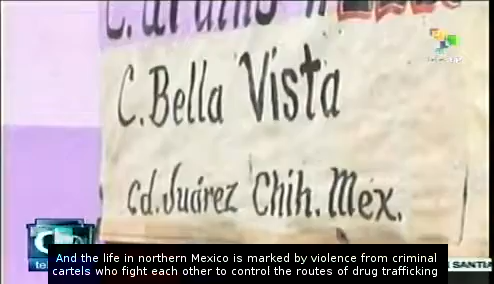 C. Bella Vista
Cd. Juárez Chih. Mex.
And the life in northern Mexico is marked by violence from criminal
cartels who fight each other to control the routes of drug trafficking